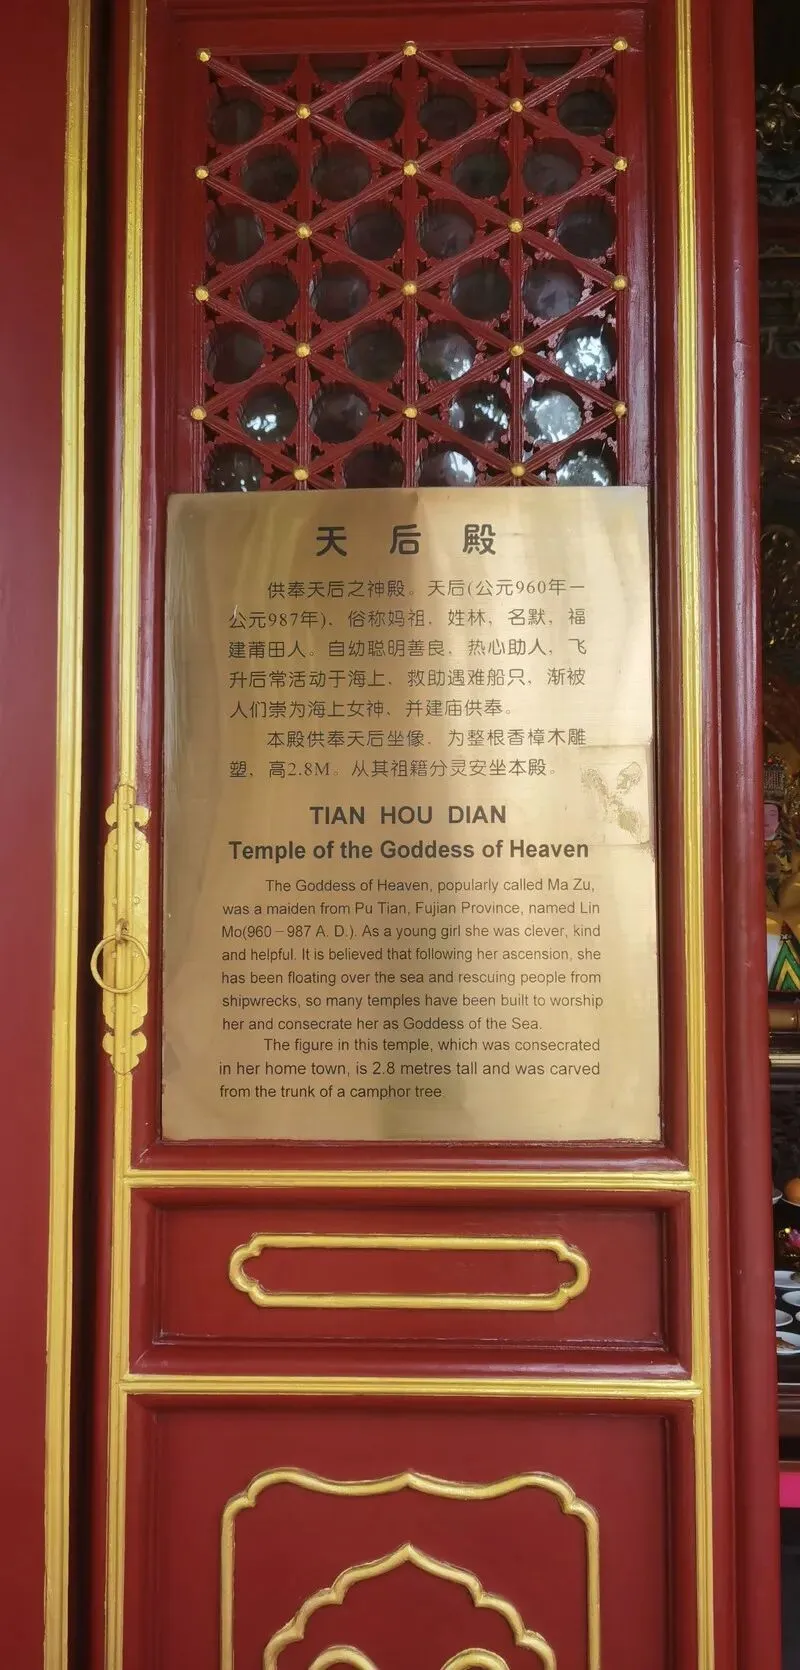 天后殿
供奉天后之神殿。天后(公元960年一
公元987年)、俗称妈祖，姓林，名默，福
建莆田人。自幼聪明善良，热心助人，飞
升后常活动于海上，救助遇难船只，渐被
人们崇为海上女神、并建庙供奉。
本殿供奉天后坐像．为整根香樟木雕
塑，高2.8M。从其祖籍分灵安坐本殿。
TIAN HOU DIAN
Temple of the Goddess of Heaven
The Goddess of Heaven, popularly called Ma Zu,
was a maiden from Pu Tian, Fujian Province, named Lin
Mo(960－987 A. D.). As a young girl she was clever, kind
and helpful. It is believed that following her ascension, she
has been floating over the sea and rescuing people from
shipwrecks, so many temples have been built to worship
her and consecrate her as Goddess of the Sea.
The figure in this temple, which was consecrated
in her home town, is 2.8 metres tall and was carved
from the trunk of a camphor tree.